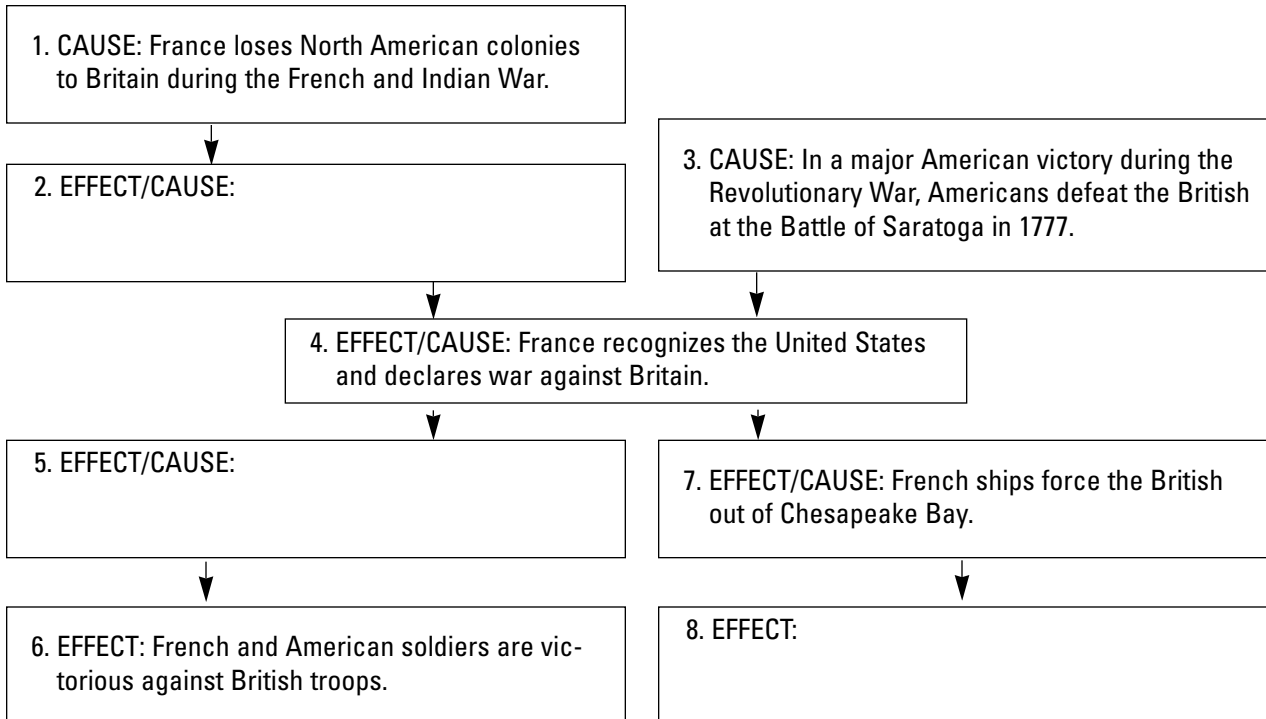 1. CAUSE: France loses North American colonies
to Britain during the French and Indian War.
2. EFFECT/CAUSE:
3. CAUSE: In a major American victory during the
Revolutionary War, Americans defeat the British
at the Battle of Saratoga in 1777.
4. EFFECT/CAUSE: France recognizes the United States
and declares war against Britain.
5. EFFECT/CAUSE:
6. EFFECT: French and American soldiers are vic-
torious against British troops.
7. EFFECT/CAUSE: French ships force the British
out of Chesapeake Bay.
8. EFFECT: